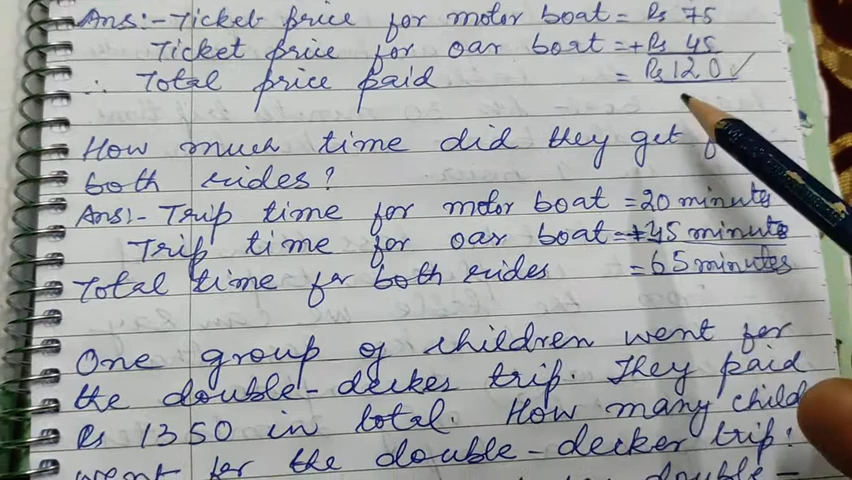 Ans:- Ticket price for motor boat = Rs 75
Ticket price for oar boat = + Rs 45
∴ Total price paid = Rs 120 ✓
How much time did they get
both rides?
Ans:- Trip time for motor boat = 20 minutes
Trip time for oar boat = +45 minutes
Total time for both rides = 65 minutes
One group of children went for
the double-decker trip. They paid
Rs 1350 in total. How many child
went for the double-decker trip?
double-